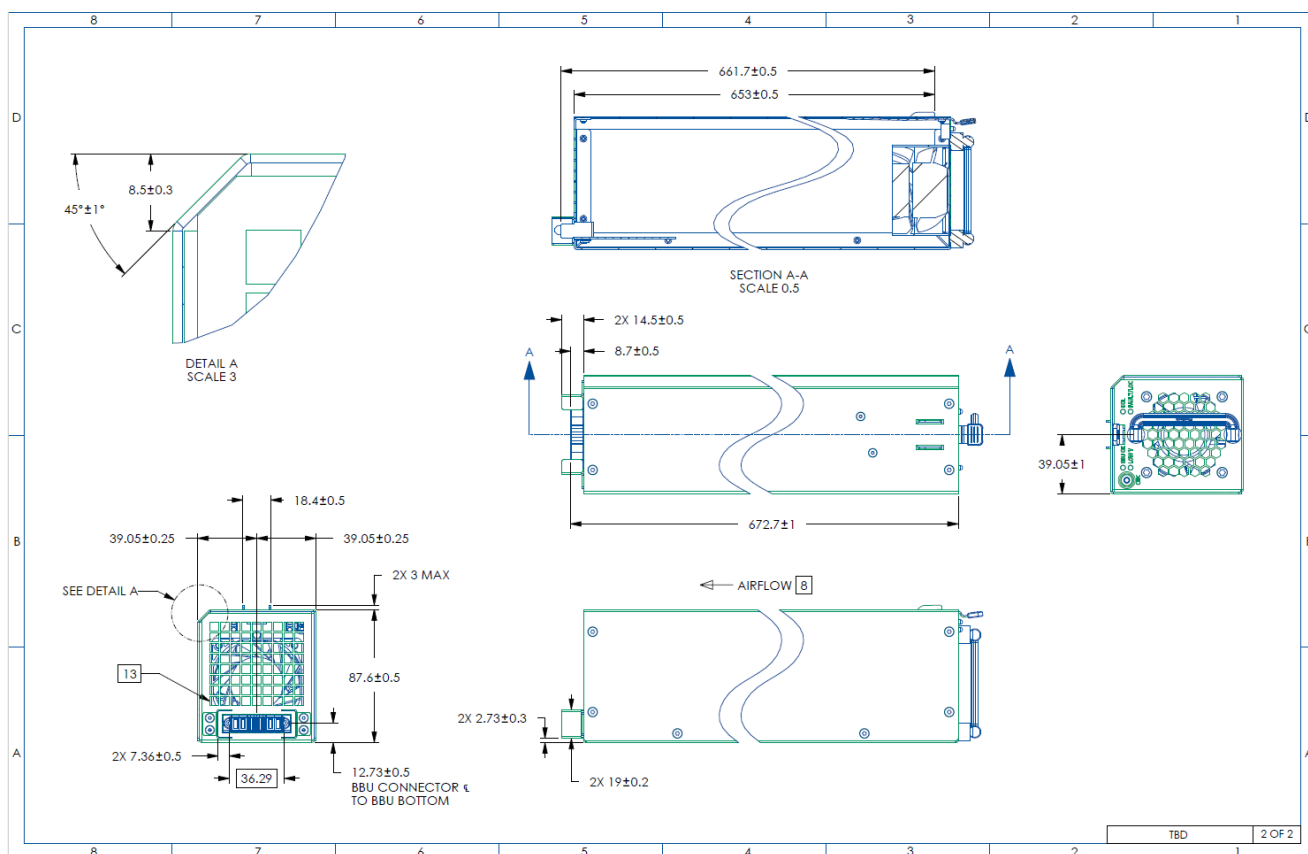 8 7 6 5 4 3 2 1
D
D
C
C
B
B
A
A
661.7±0.5
653±0.5
8.5±0.3
45°±1°
DETAIL A
SCALE 3
SECTION A-A
SCALE 0.5
2X 14.5±0.5
8.7±0.5
A
A
39.05±1
672.7±1
18.4±0.5
39.05±0.25
39.05±0.25
2X 3 MAX
SEE DETAIL A
AIRFLOW 8
13
87.6±0.5
2X 7.36±0.5
36.29
12.73±0.5
BBU CONNECTOR ℄
TO BBU BOTTOM
2X 2.73±0.3
2X 19±0.2
TBD
2 OF 2
8 7 6 5 4 3 2 1